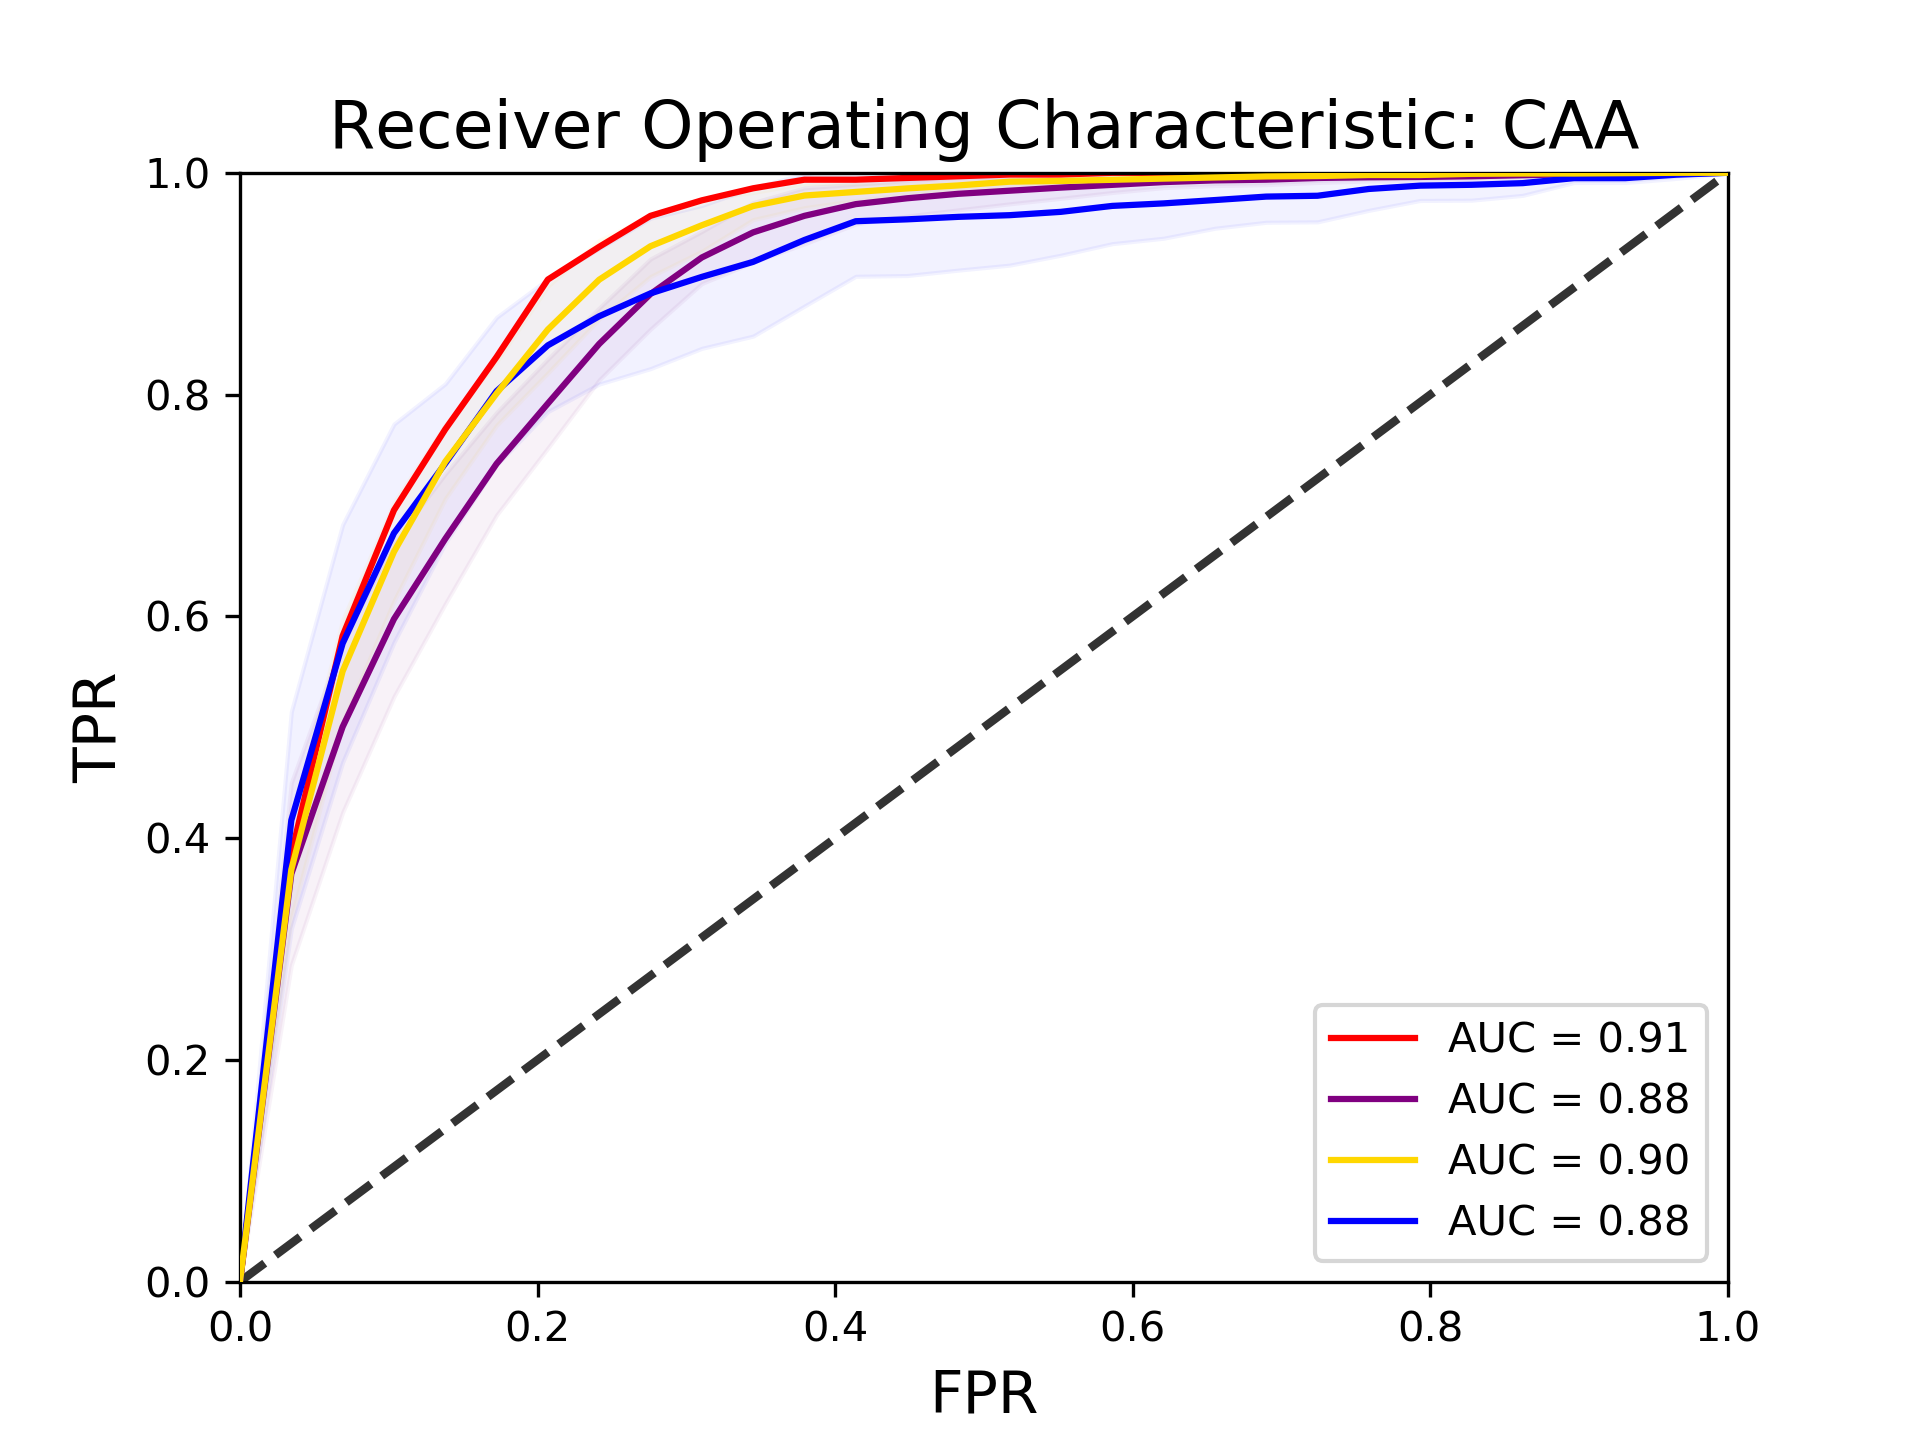 Receiver Operating Characteristic: CAA
1.0
0.8
0.6
0.4
0.2
0.0
TPR
AUC = 0.91
AUC = 0.88
AUC = 0.90
AUC = 0.88
0.0 0.2 0.4 0.6 0.8 1.0
FPR